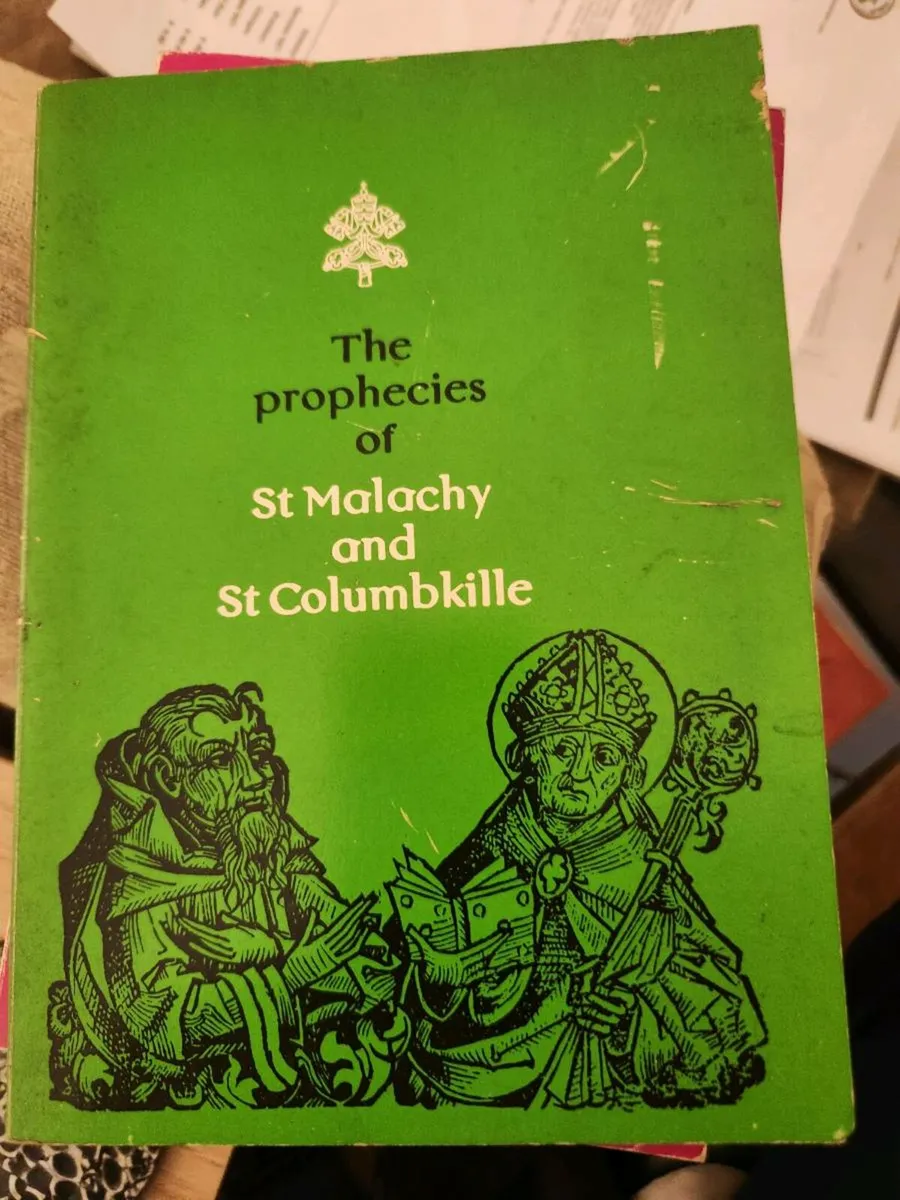 The
prophecies
of
St Malachy
and
St Columbkille